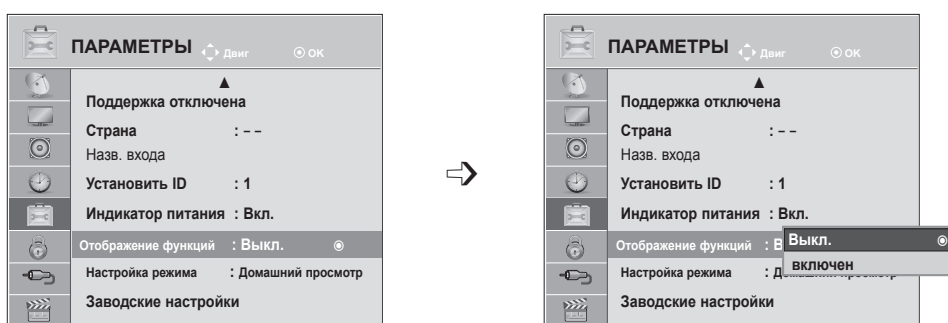 ПАРАМЕТРЫ Двиг ОК
Поддержка отключена
Страна : – –
Назв. входа
Установить ID : 1
Индикатор питания : Вкл.
Отображение функций : Выкл.
Настройка режима : Домашний просмотр
Заводские настройки
ПАРАМЕТРЫ Двиг ОК
Поддержка отключена
Страна : – –
Назв. входа
Установить ID : 1
Индикатор питания : Вкл.
Отображение функций : В
Выкл.
включен
Настройка режима :
Заводские настройки